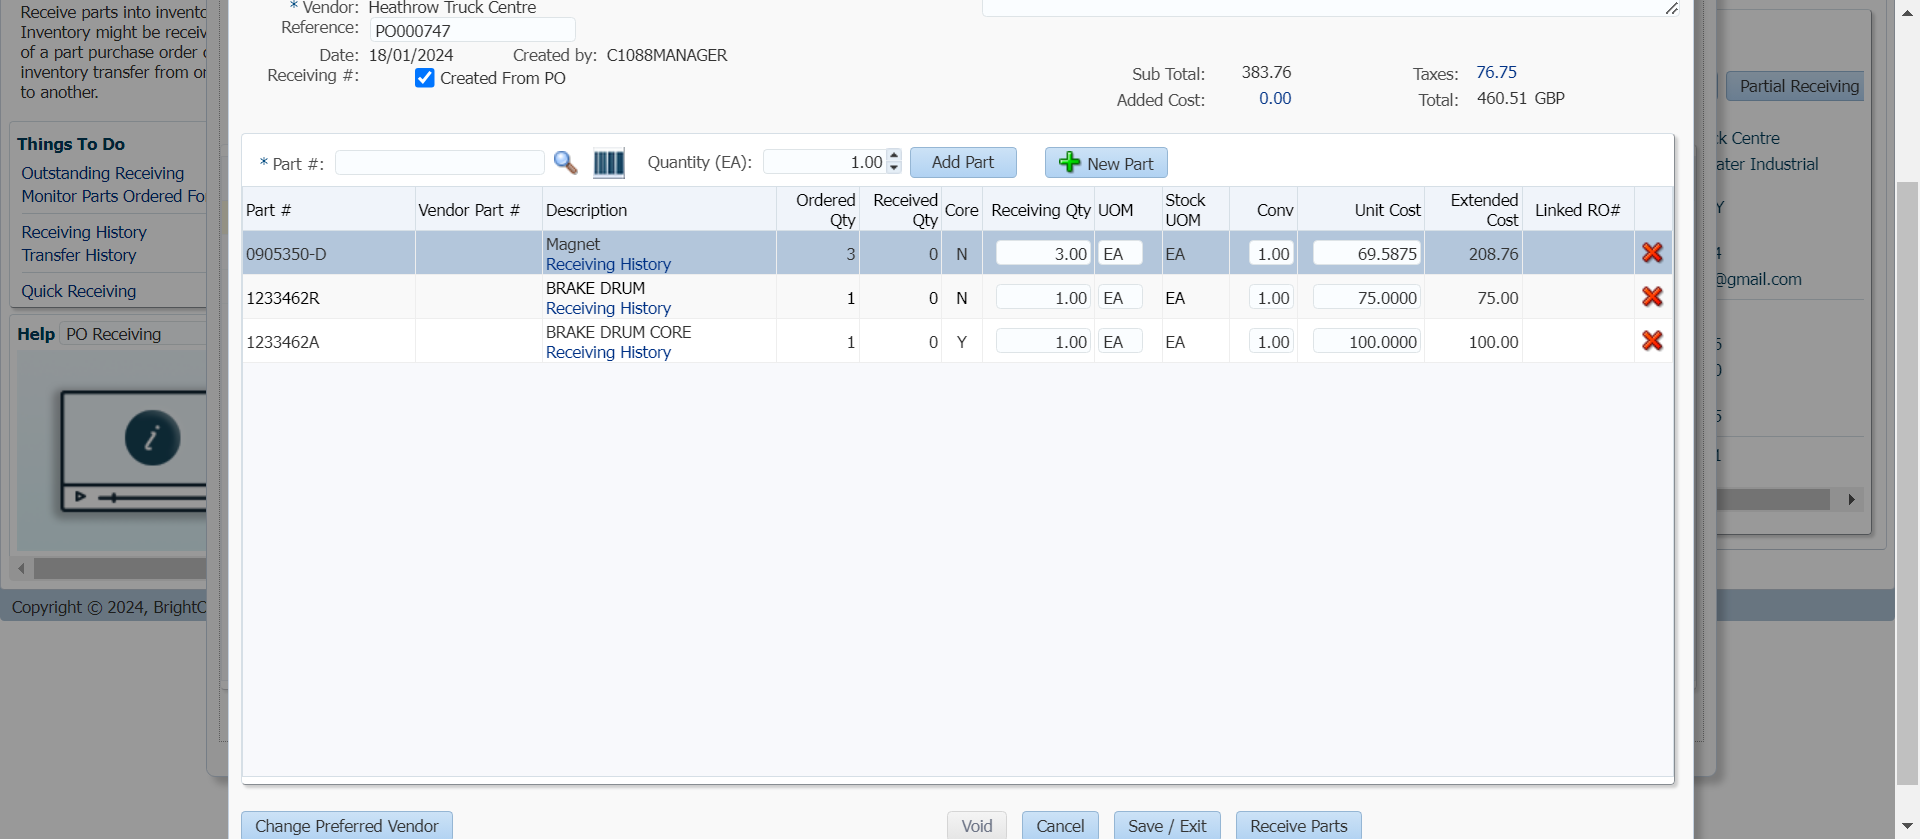 Receive parts into invento
Inventory might be receiv
of a part purchase order
inventory transfer from or
to another.
Things To Do
Outstanding Receiving
Monitor Parts Ordered Fo
Receiving History
Transfer History
Quick Receiving
Help PO Receiving
Copyright © 2024, Bright
* Vendor: Heathrow Truck Centre
Reference: PO000747
Date: 18/01/2024 Created by: C1088MANAGER
Receiving #: Created From PO
Sub Total: 383.76 Taxes: 76.75
Added Cost: 0.00 Total: 460.51 GBP
* Part #: Quantity (EA): 1.00 Add Part New Part
Part # Vendor Part # Description Ordered Qty Received Qty Core Receiving Qty UOM Stock UOM Conv Unit Cost Extended Cost Linked RO#
0905350-D Magnet 3 0 N 3.00 EA EA 1.00 69.5875 208.76
Receiving History
1233462R BRAKE DRUM 1 0 N 1.00 EA EA 1.00 75.0000 75.00
Receiving History
1233462A BRAKE DRUM CORE 1 0 Y 1.00 EA EA 1.00 100.0000 100.00
Receiving History
Change Preferred Vendor Void Cancel Save / Exit Receive Parts
Partial Receiving
k Centre
ater Industrial
Y
4
@gmail.com
5
0
5
1